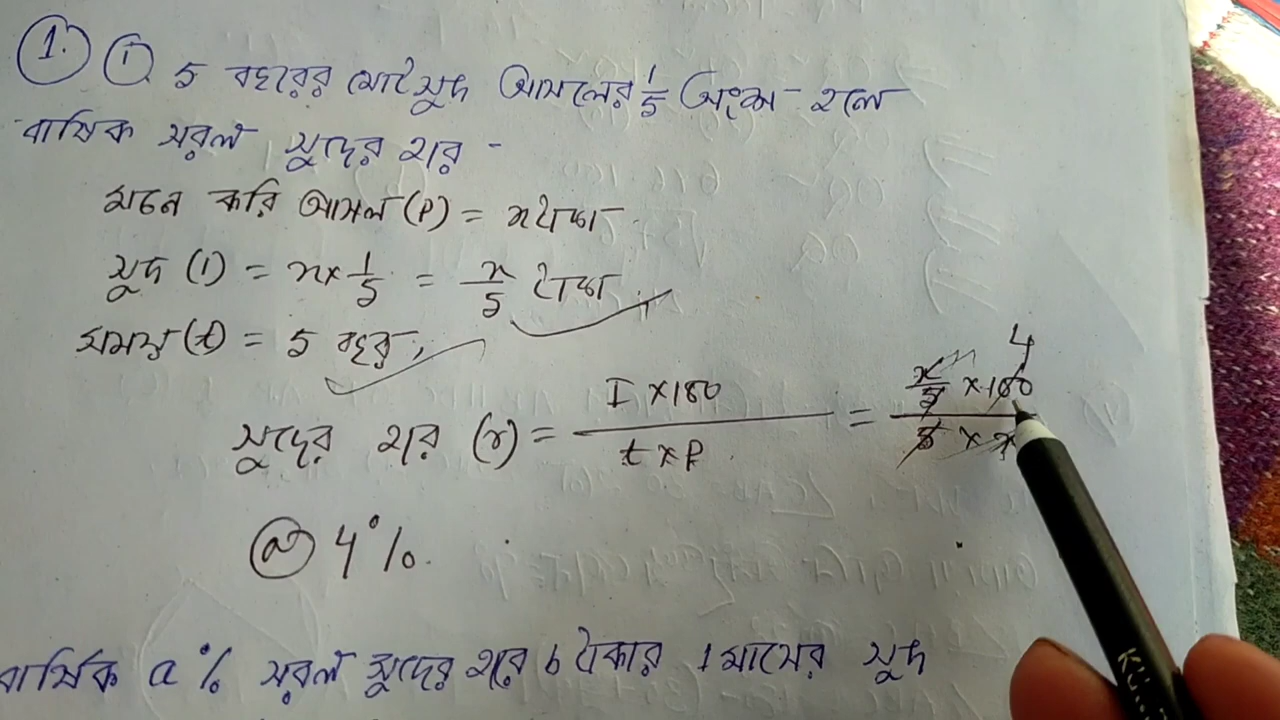 1. (i) 5 বছরের মোট সুদ আসলের 1/5 অংশ হলে
বার্ষিক সরল সুদের হার -
মনে করি আসল (P) = x টাকা
সুদ (I) = x × 1/5 = x/5 টাকা
সময় (t) = 5 বছর,
4
সুদের হার (r) = I × 100 / t × P = x/5 × 100 / 5 × x
4%.
বার্ষিক a% সরল সুদের হারে b টাকার 1 মাসের সুদ